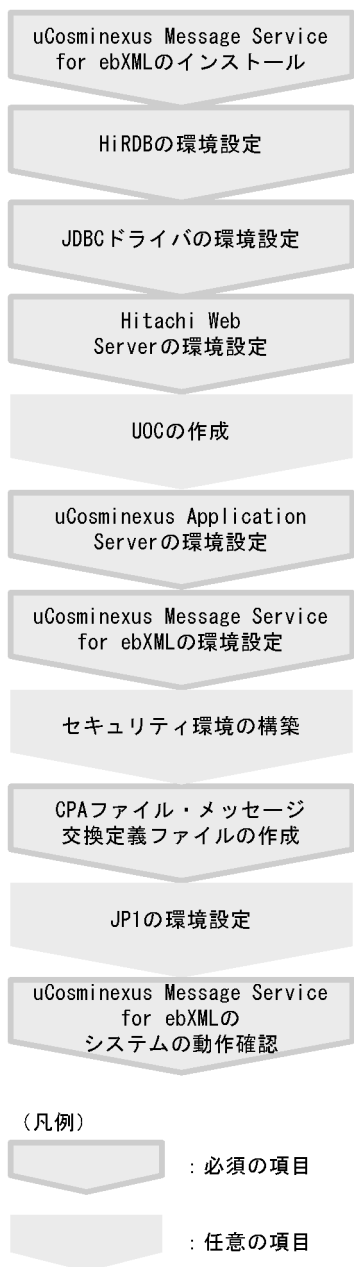 uCosminexus Message Service
for ebXMLのインストール
HiRDBの環境設定
JDBCドライバの環境設定
Hitachi Web
Serverの環境設定
UOCの作成
uCosminexus Application
Serverの環境設定
uCosminexus Message Service
for ebXMLの環境設定
セキュリティ環境の構築
CPAファイル・メッセージ
交換定義ファイルの作成
JP1の環境設定
uCosminexus Message Service
for ebXMLの
システムの動作確認
（凡例）
：必須の項目
：任意の項目